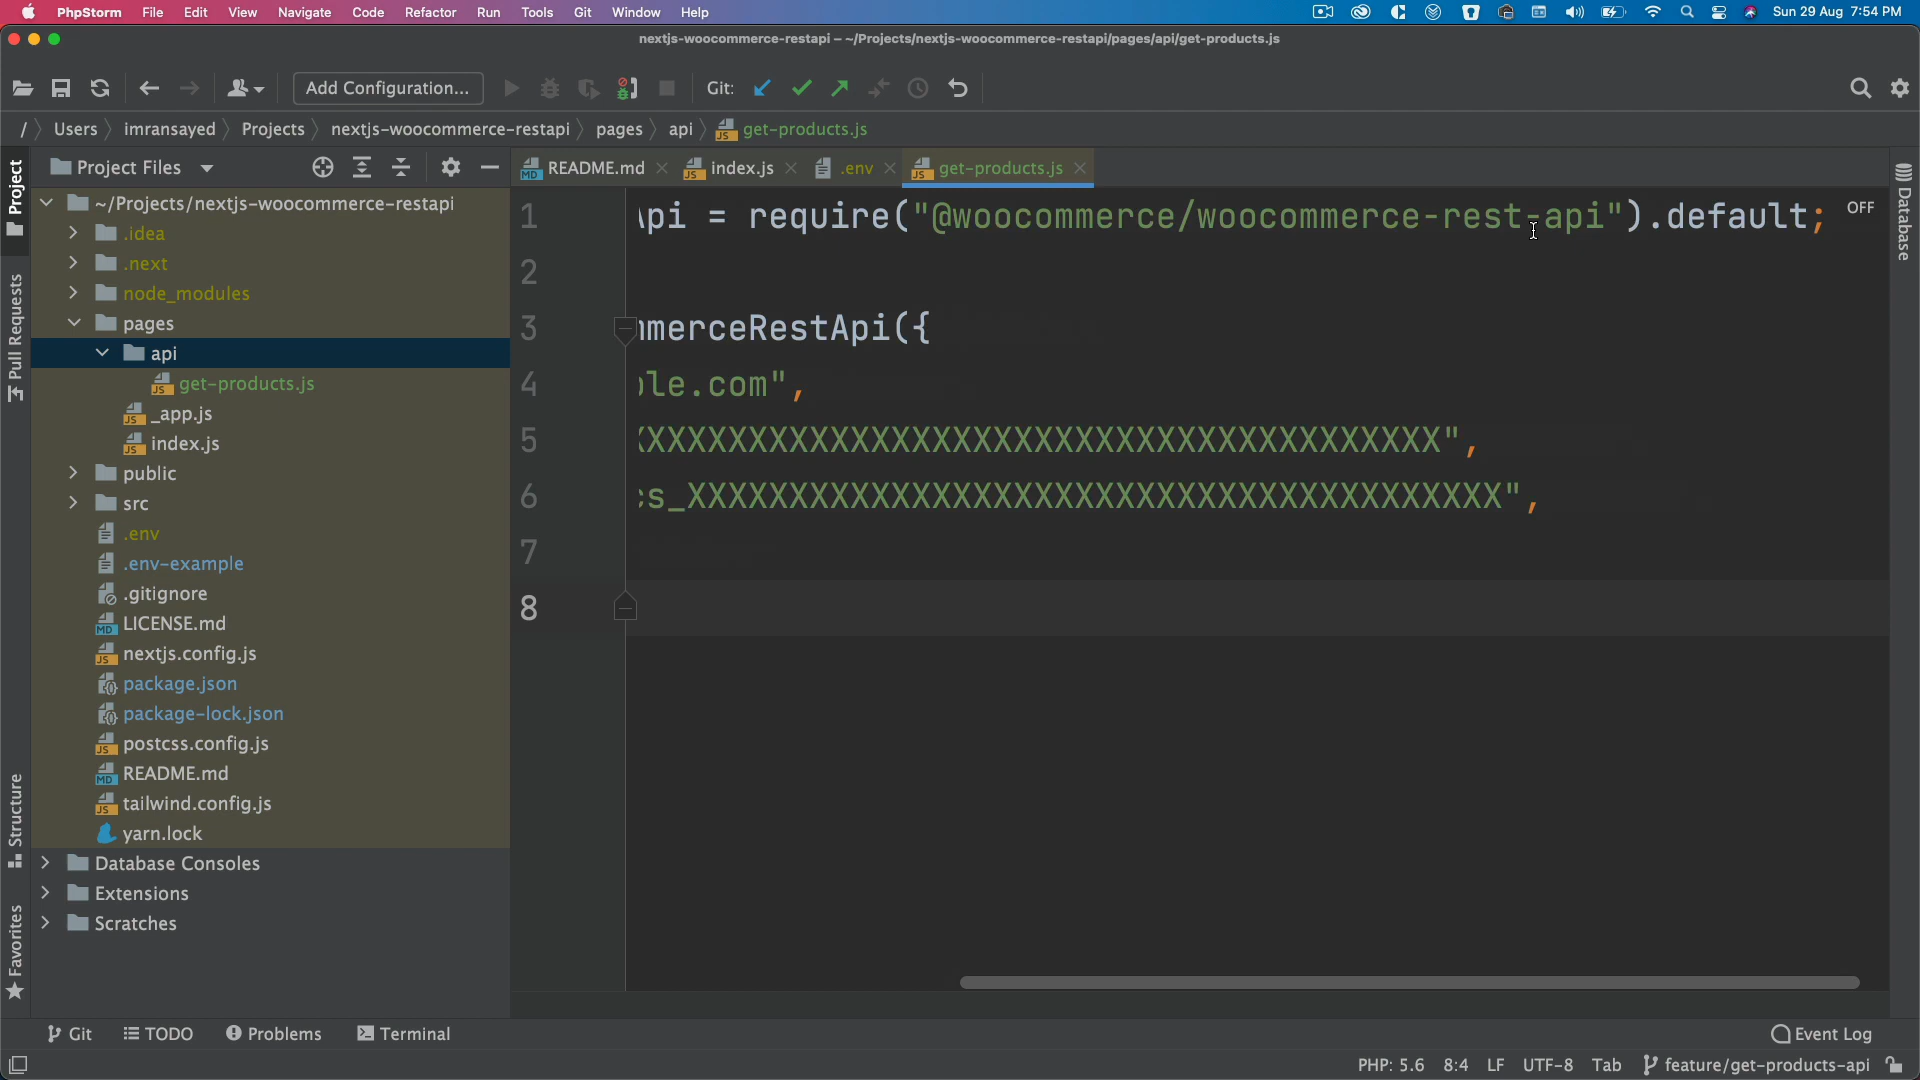 PhpStorm File Edit View Navigate Code Refactor Run Tools Git Window Help Sun 29 Aug 7:54 PM
nextjs-woocommerce-restapi – ~/Projects/nextjs-woocommerce-restapi/pages/api/get-products.js
Add Configuration... Git:
/ Users imransayed Projects nextjs-woocommerce-restapi pages api get-products.js
Project Files
README.md index.js .env get-products.js
Project
Pull Requests
Structure
Favorites
Database
~/Projects/nextjs-woocommerce-restapi
.idea
.next
node_modules
pages
api
get-products.js
_app.js
index.js
public
src
.env
.env-example
.gitignore
LICENSE.md
nextjs.config.js
package.json
package-lock.json
postcss.config.js
README.md
tailwind.config.js
yarn.lock
Database Consoles
Extensions
Scratches
1 Api = require("@woocommerce/woocommerce-rest-api").default; OFF
2
3 mmerceRestApi({
4 ple.com",
5 XXXXXXXXXXXXXXXXXXXXXXXXXXXXXXXXXXXXXXXX",
6 cs_XXXXXXXXXXXXXXXXXXXXXXXXXXXXXXXXXXXXXXXX",
7
8
Git TODO Problems Terminal Event Log
PHP: 5.6 8:4 LF UTF-8 Tab feature/get-products-api